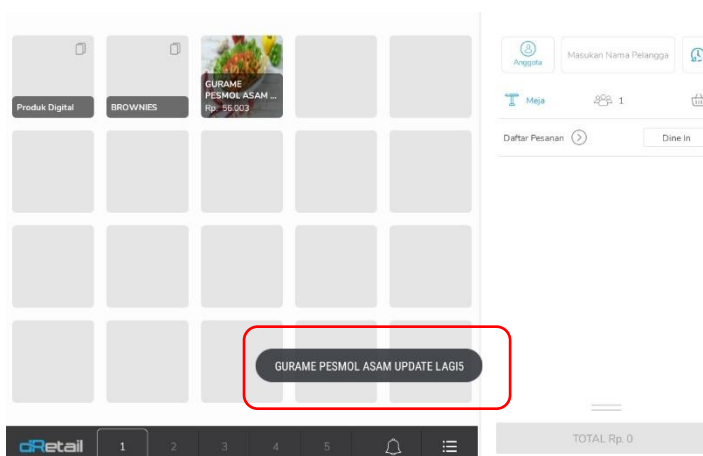 Produk Digital
BROWNIES
GURAME
PESMOL ASAM ...
Rp. 56.003
GURAME PESMOL ASAM UPDATE LAGI5
dRetail 1 2 3 4 5
Anggota
Masukan Nama Pelangga
Meja
1
Daftar Pesanan
Dine In
TOTAL Rp. 0